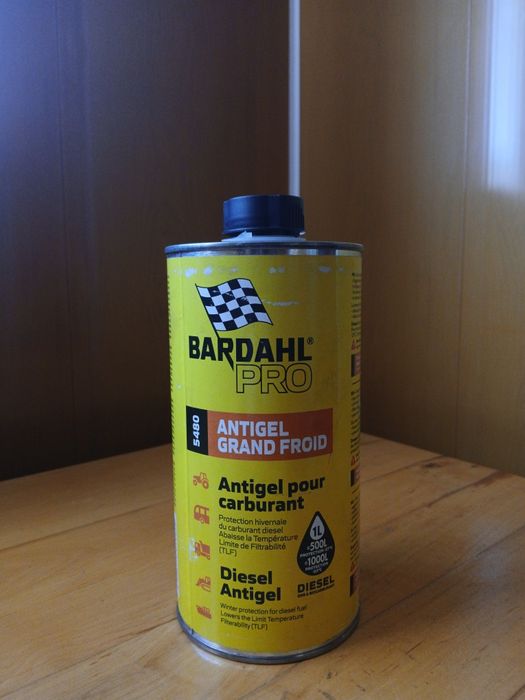 BARDAHL®
PRO
5480
ANTIGEL
GRAND FROID
Antigel pour
carburant
Protection hivernale
du carburant diesel
Abaisse la Température
Limite de Filtrabilité
(TLF)
Diesel
Antigel
Winter protection for diesel fuel
Lowers the Limit Temperature
Filterability (TLF)
1L
500L
1000L
DIESEL